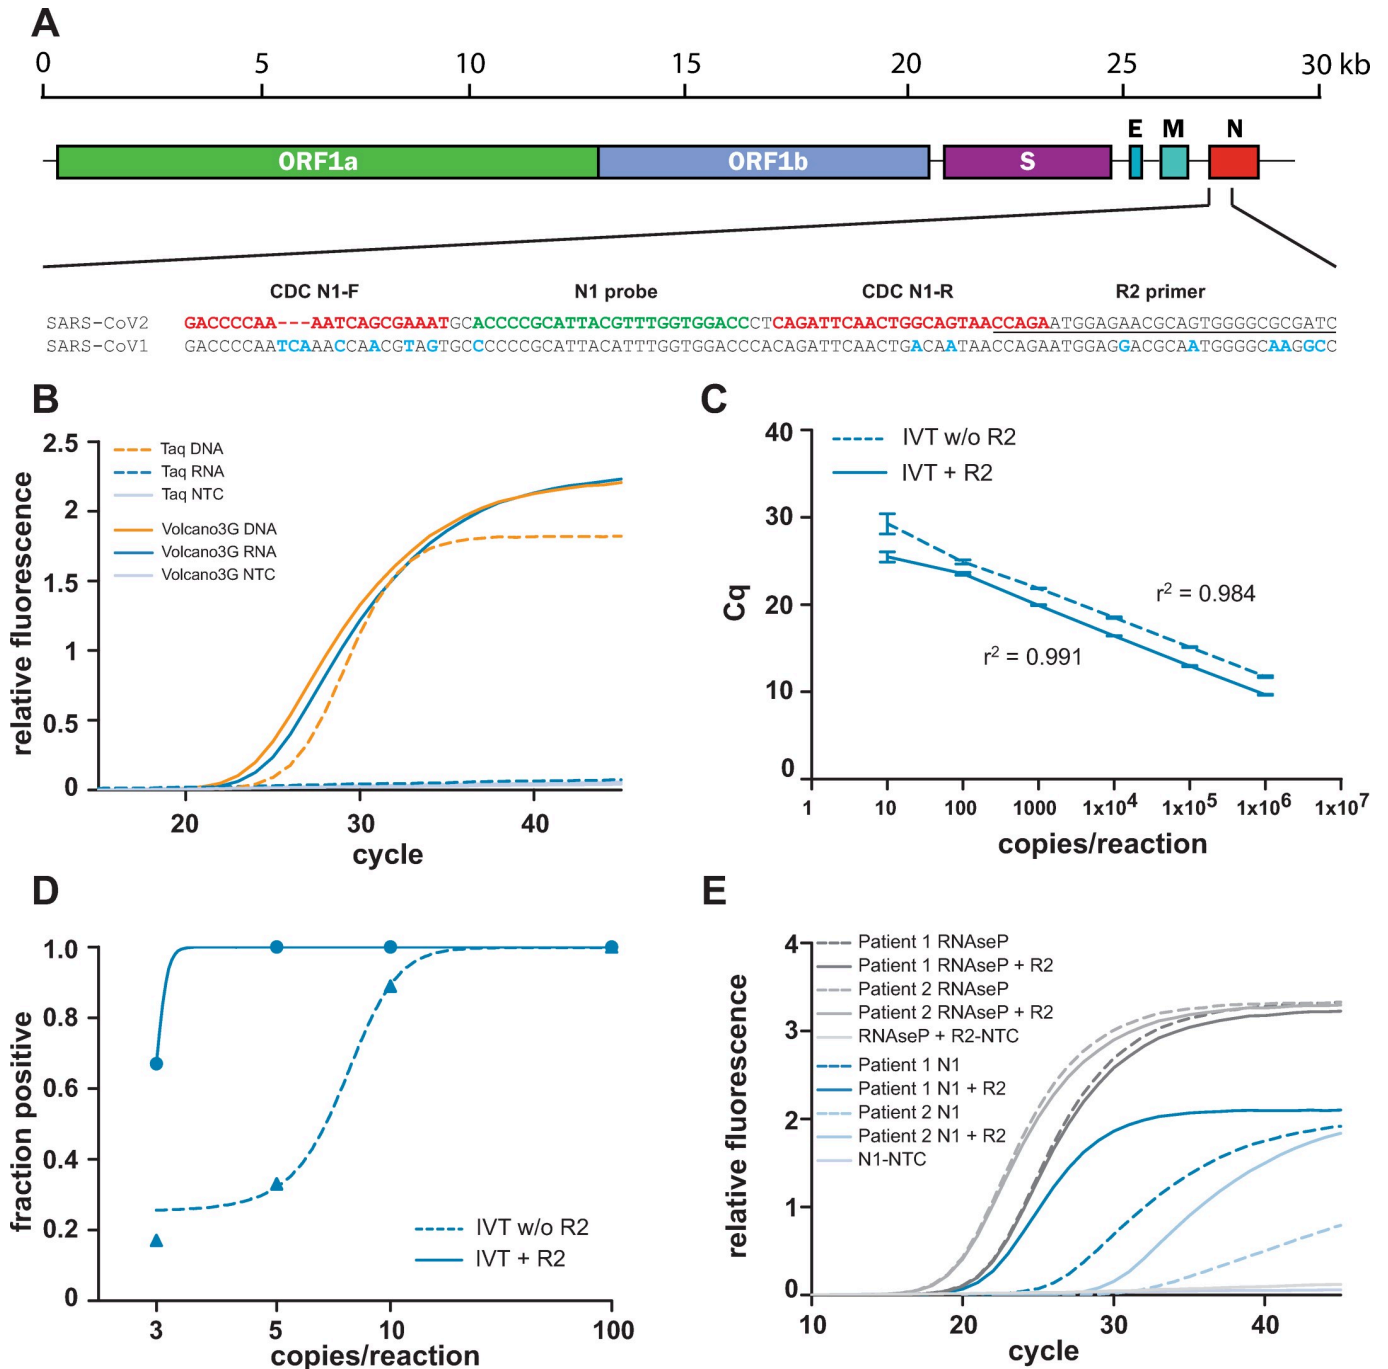 A
0 5 10 15 20 25 30 kb
E M N
ORF1a ORF1b S
CDC N1-F N1 probe CDC N1-R R2 primer
SARS-CoV2 GACCCCAA---AATCAGCGAAATGCACCCCGCATTACGTTTGGTGGACCCTCAGATTCAACTGGCAGTAACCAGAATGGAGAACGCAGTGGGGCGCGATC
SARS-CoV1 GACCCCAATCAAACCAACGTAGTGCCCCCCGCATTACATTTGGTGGACCCACAGATTCAACTGACAATAACCAGAATGGAGGACGCAATGGGGCAAGGCC
B
2.5
2
1.5
1
0.5
0
relative fluorescence
Taq DNA
Taq RNA
Taq NTC
Volcano3G DNA
Volcano3G RNA
Volcano3G NTC
20 30 40
cycle
C
40
30
20
10
0
Cq
IVT w/o R2
IVT + R2
r² = 0.984
r² = 0.991
1 10 100 1000 1x10⁴ 1x10⁵ 1x10⁶ 1x10⁷
copies/reaction
D
1.0
0.8
0.6
0.4
0.2
0
fraction positive
IVT w/o R2
IVT + R2
3 5 10 100
copies/reaction
E
4
3
2
1
0
relative fluorescence
Patient 1 RNAseP
Patient 1 RNAseP + R2
Patient 2 RNAseP
Patient 2 RNAseP + R2
RNAseP + R2-NTC
Patient 1 N1
Patient 1 N1 + R2
Patient 2 N1
Patient 2 N1 + R2
N1-NTC
10 20 30 40
cycle